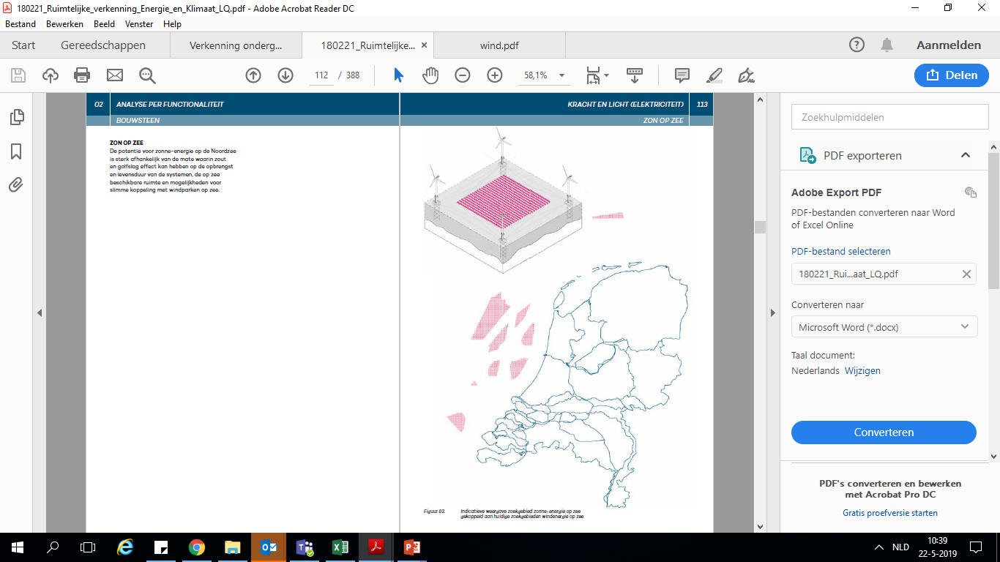 180221_Ruimtelijke_verkenning_Energie_en_Klimaat_LQ.pdf - Adobe Acrobat Reader DC
Bestand Bewerken Beeld Venster Help
Start Gereedschappen Verkenning onderg... 180221_Ruimtelijke... × wind.pdf Aanmelden
112 / 388 58,1% Delen
02 ANALYSE PER FUNCTIONALITEIT
BOUWSTEEN
KRACHT EN LICHT (ELEKTRICITEIT) 113
ZON OP ZEE
ZON OP ZEE
De potentie voor zonne-energie op de Noordzee
is sterk afhankelijk van de mate waarin zout
en golfslag effect kan hebben op de opbrengst
en levensduur van de systemen, de op zee
beschikbare ruimte en mogelijkheden voor
slimme koppeling met windparken op zee.
Figuur 82. Indicatieve weergave zoekgebied zonne-energie op zee
gekoppeld aan huidige zoekgebieden windenergie op zee
Zoekhulpmiddelen
PDF exporteren
Adobe Export PDF
PDF-bestanden converteren naar Word
of Excel Online
PDF-bestand selecteren
180221_Rui...aat_LQ.pdf
Converteren naar
Microsoft Word (*.docx)
Taal document:
Nederlands Wijzigen
Converteren
PDF's converteren en bewerken
met Acrobat Pro DC
Gratis proefversie starten
NLD
10:39
22-5-2019